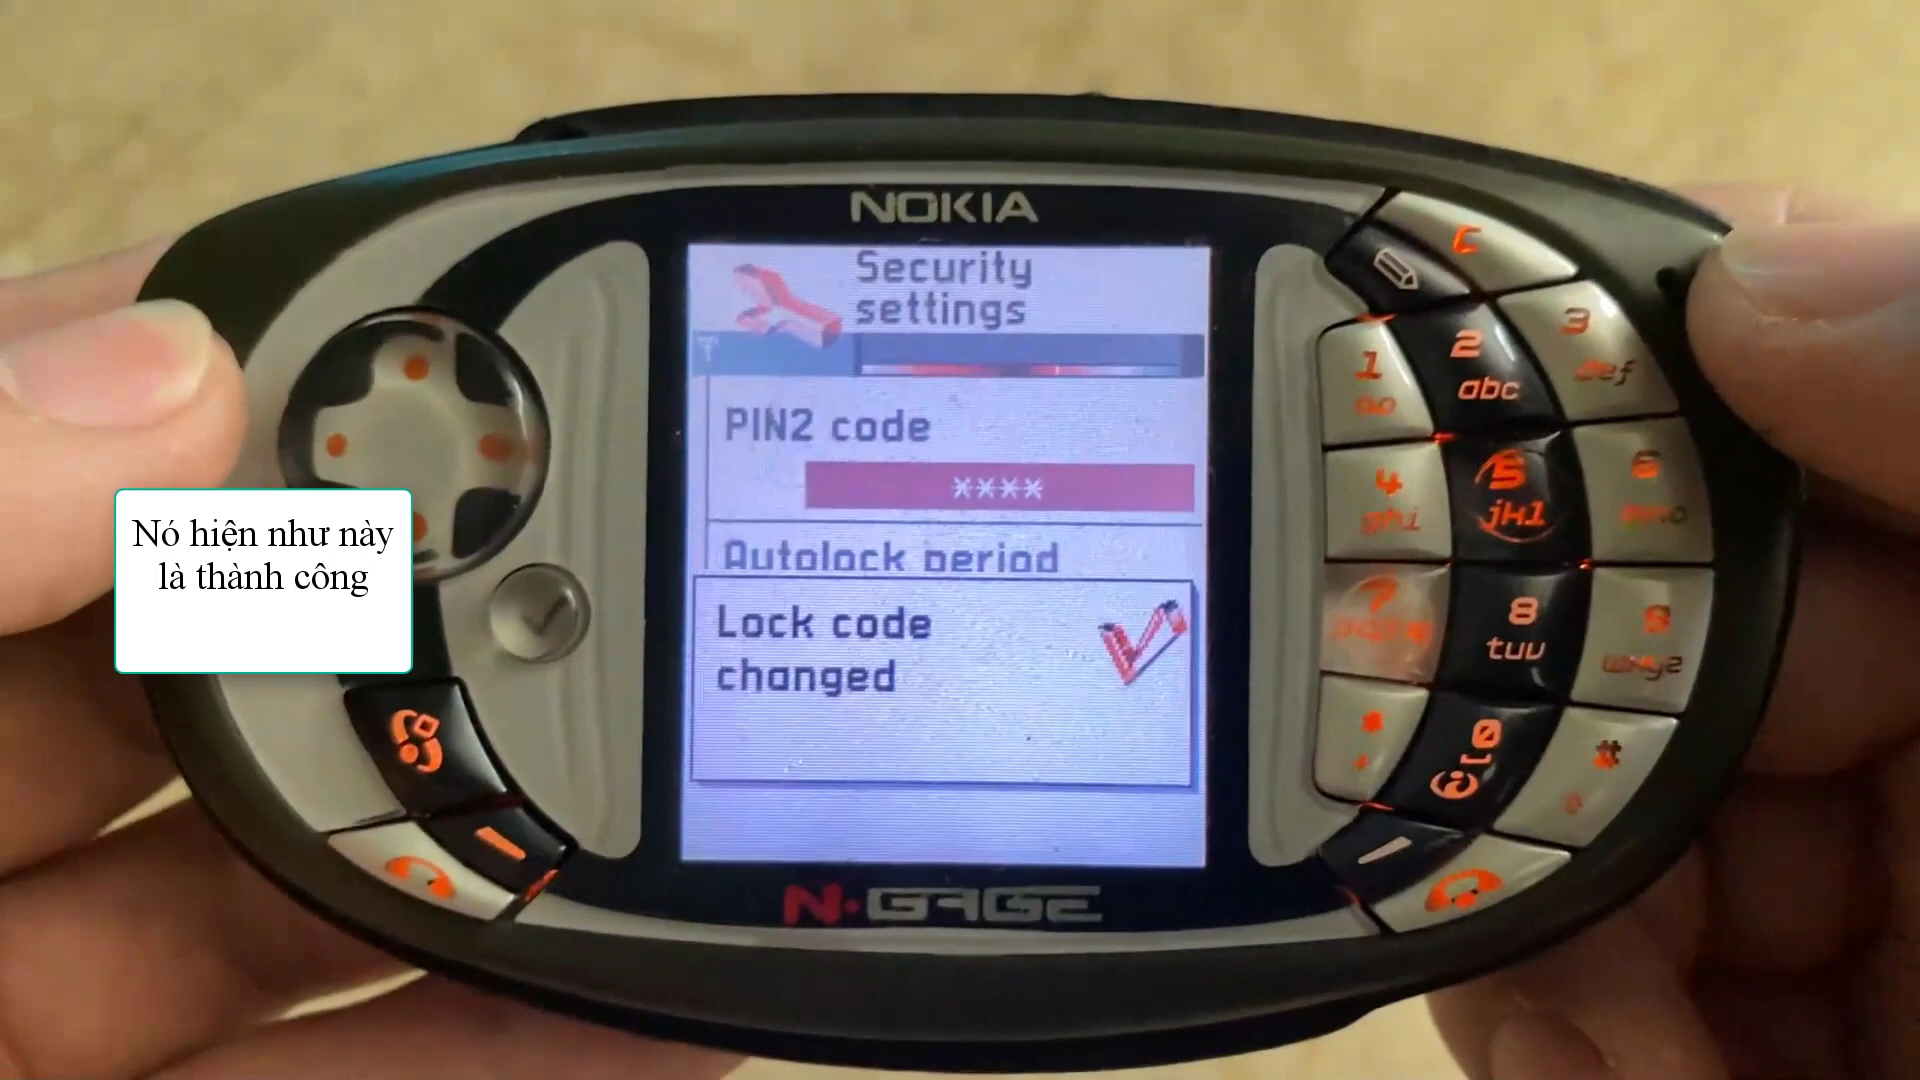 NOKIA
Security
settings
PIN2 code
****
Autolock period
Lock code
changed
N·GAGE
Nó hiện như này
là thành công
C
1
2
abc
3
def
4
ghi
5
jkl
6
mno
7
pqrs
8
tuv
9
wxyz
*
0
#